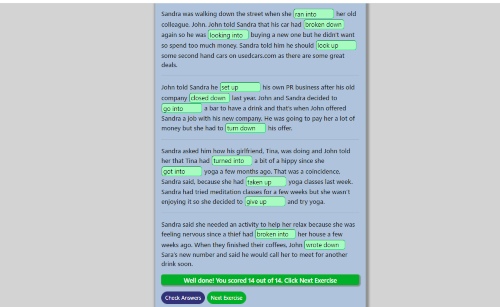 Sandra was walking down the street when she ran into her old
colleague, John. John told Sandra that his car had broken down
again so he was looking into buying a new one but he didn't want
to spend too much money. Sandra told him he should look up
some second hand cars on usedcars.com as there are some great
deals.
John told Sandra he set up his own PR business after his old
company closed down last year. John and Sandra decided to
go into a bar to have a drink and that's when John offered
Sandra a job with his new company. He was going to pay her a lot of
money but she had to turn down his offer.
Sandra asked him how his girlfriend, Tina, was doing and John told
her that Tina had turned into a bit of a hippy since she
got into yoga a few months ago. That was a coincidence,
Sandra said, because she had taken up yoga classes last week.
Sandra had tried meditation classes for a few weeks but she wasn't
enjoying it so she decided to give up and try yoga.
Sandra said she needed an activity to help her relax because she was
feeling nervous since a thief had broken into her house a few
weeks ago. When they finished their coffees, John wrote down
Sara's new number and said he would call her to meet for another
drink soon.
Well done! You scored 14 out of 14. Click Next Exercise
Check Answers Next Exercise